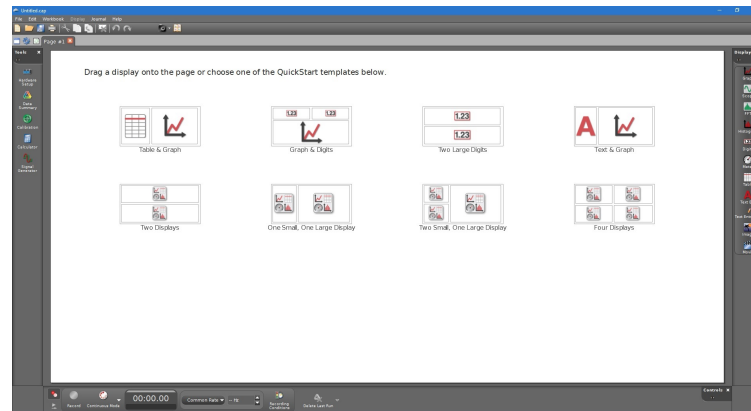 Untitled.cap
File Edit Workbook Display Journal Help
Page #1
Tools
Displays
Drag a display onto the page or choose one of the QuickStart templates below.
Hardware Setup
Data Summary
Calibration
Calculator
Signal Generator
1.23 1.23
1.23
1.23
A
Table & Graph
Graph & Digits
Two Large Digits
Text & Graph
Two Displays
One Small, One Large Display
Two Small, One Large Display
Four Displays
Controls
Record
Continuous Mode
00:00.00
Common Rate
-- Hz
Recording Conditions
Delete Last Run